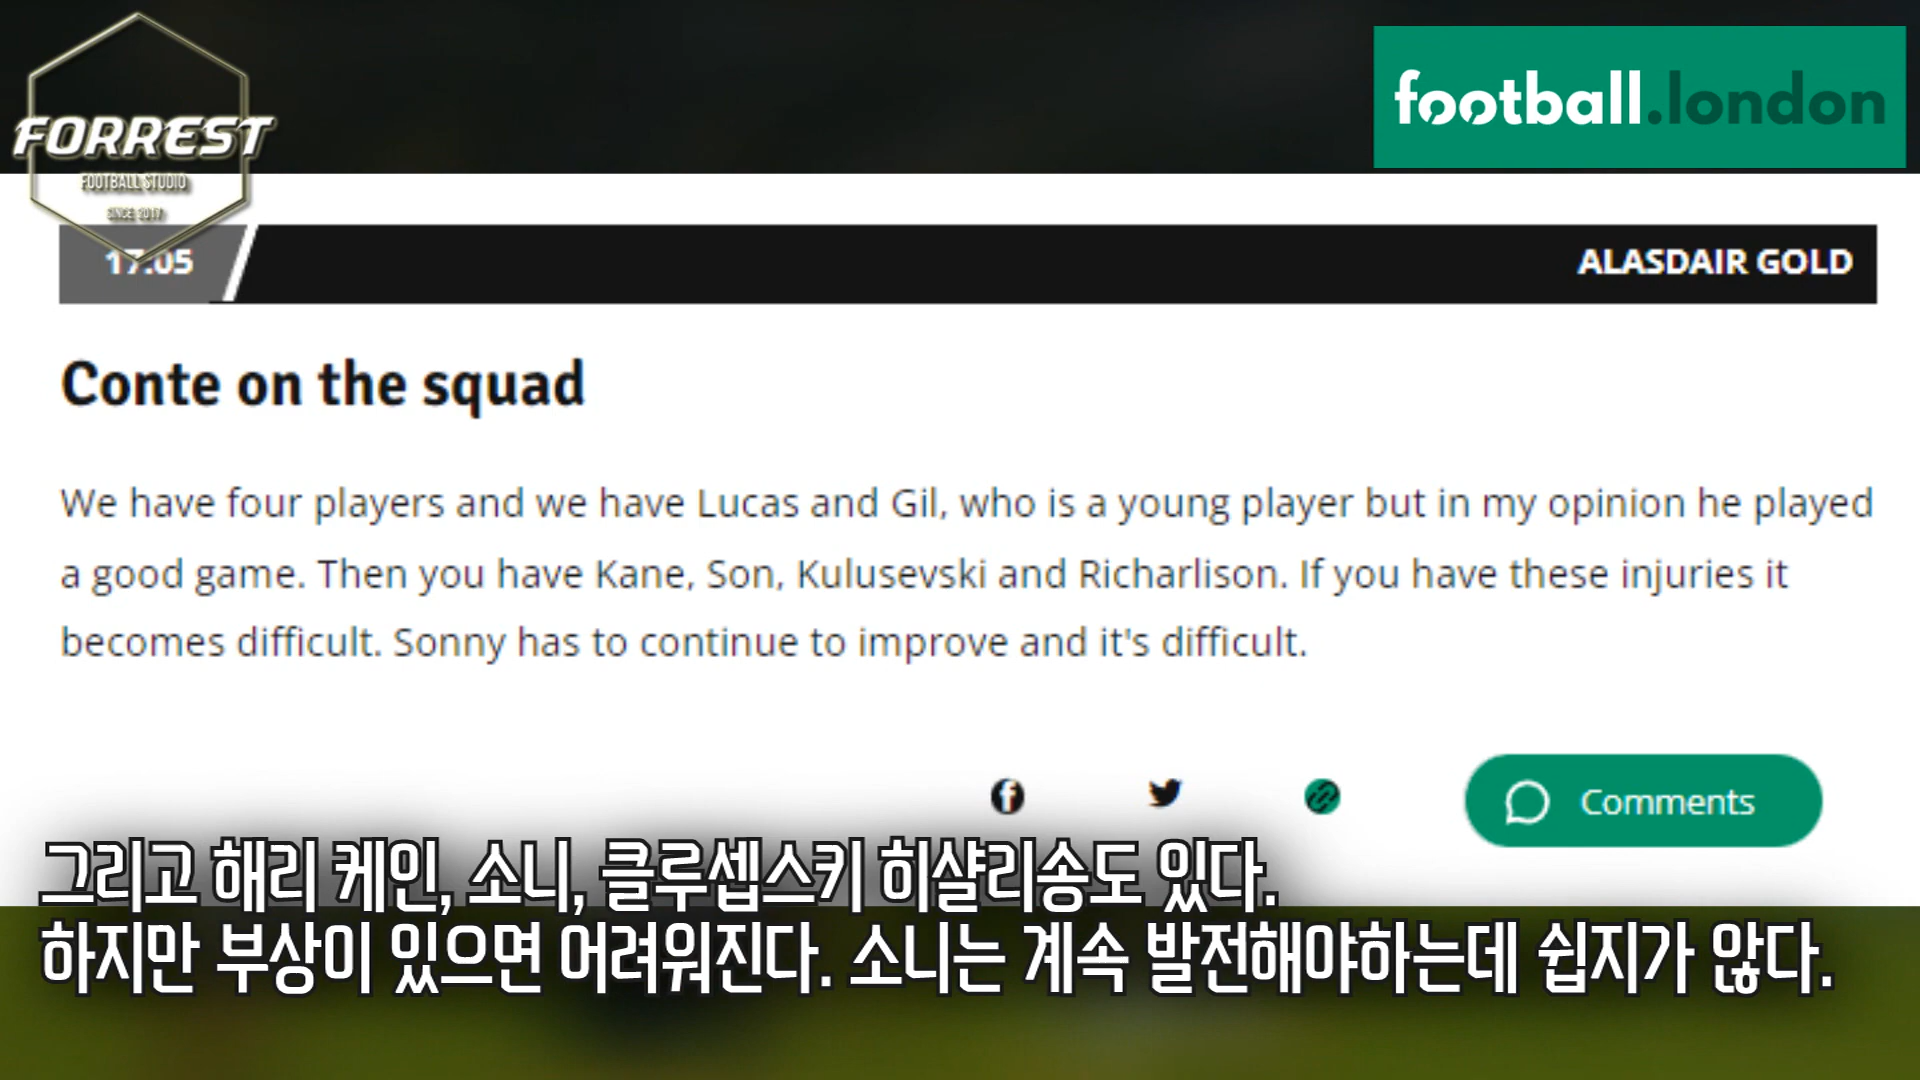 FORREST
FOOTBALL STUDIO
SINCE 2017
football.london
17:05
ALASDAIR GOLD
Conte on the squad
We have four players and we have Lucas and Gil, who is a young player but in my opinion he played
a good game. Then you have Kane, Son, Kulusevski and Richarlison. If you have these injuries it
becomes difficult. Sonny has to continue to improve and it's difficult.
Comments
그리고 해리 케인, 소니, 클루셉스키 히샬리송도 있다.
하지만 부상이 있으면 어려워진다. 소니는 계속 발전해야하는데 쉽지가 않다.